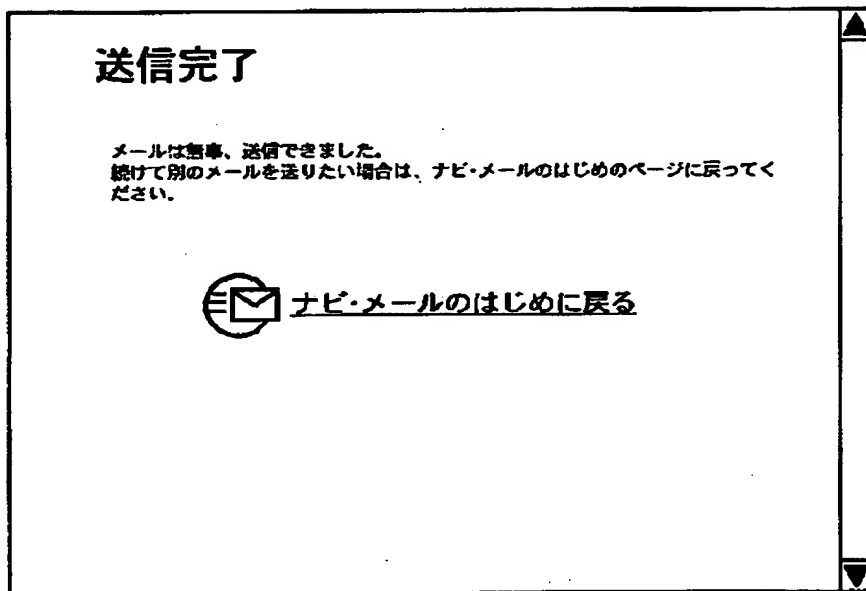 送信完了
メールは無事、送信できました。
続けて別のメールを送りたい場合は、ナビ・メールのはじめのページに戻ってく
ださい。
ナビ・メールのはじめに戻る